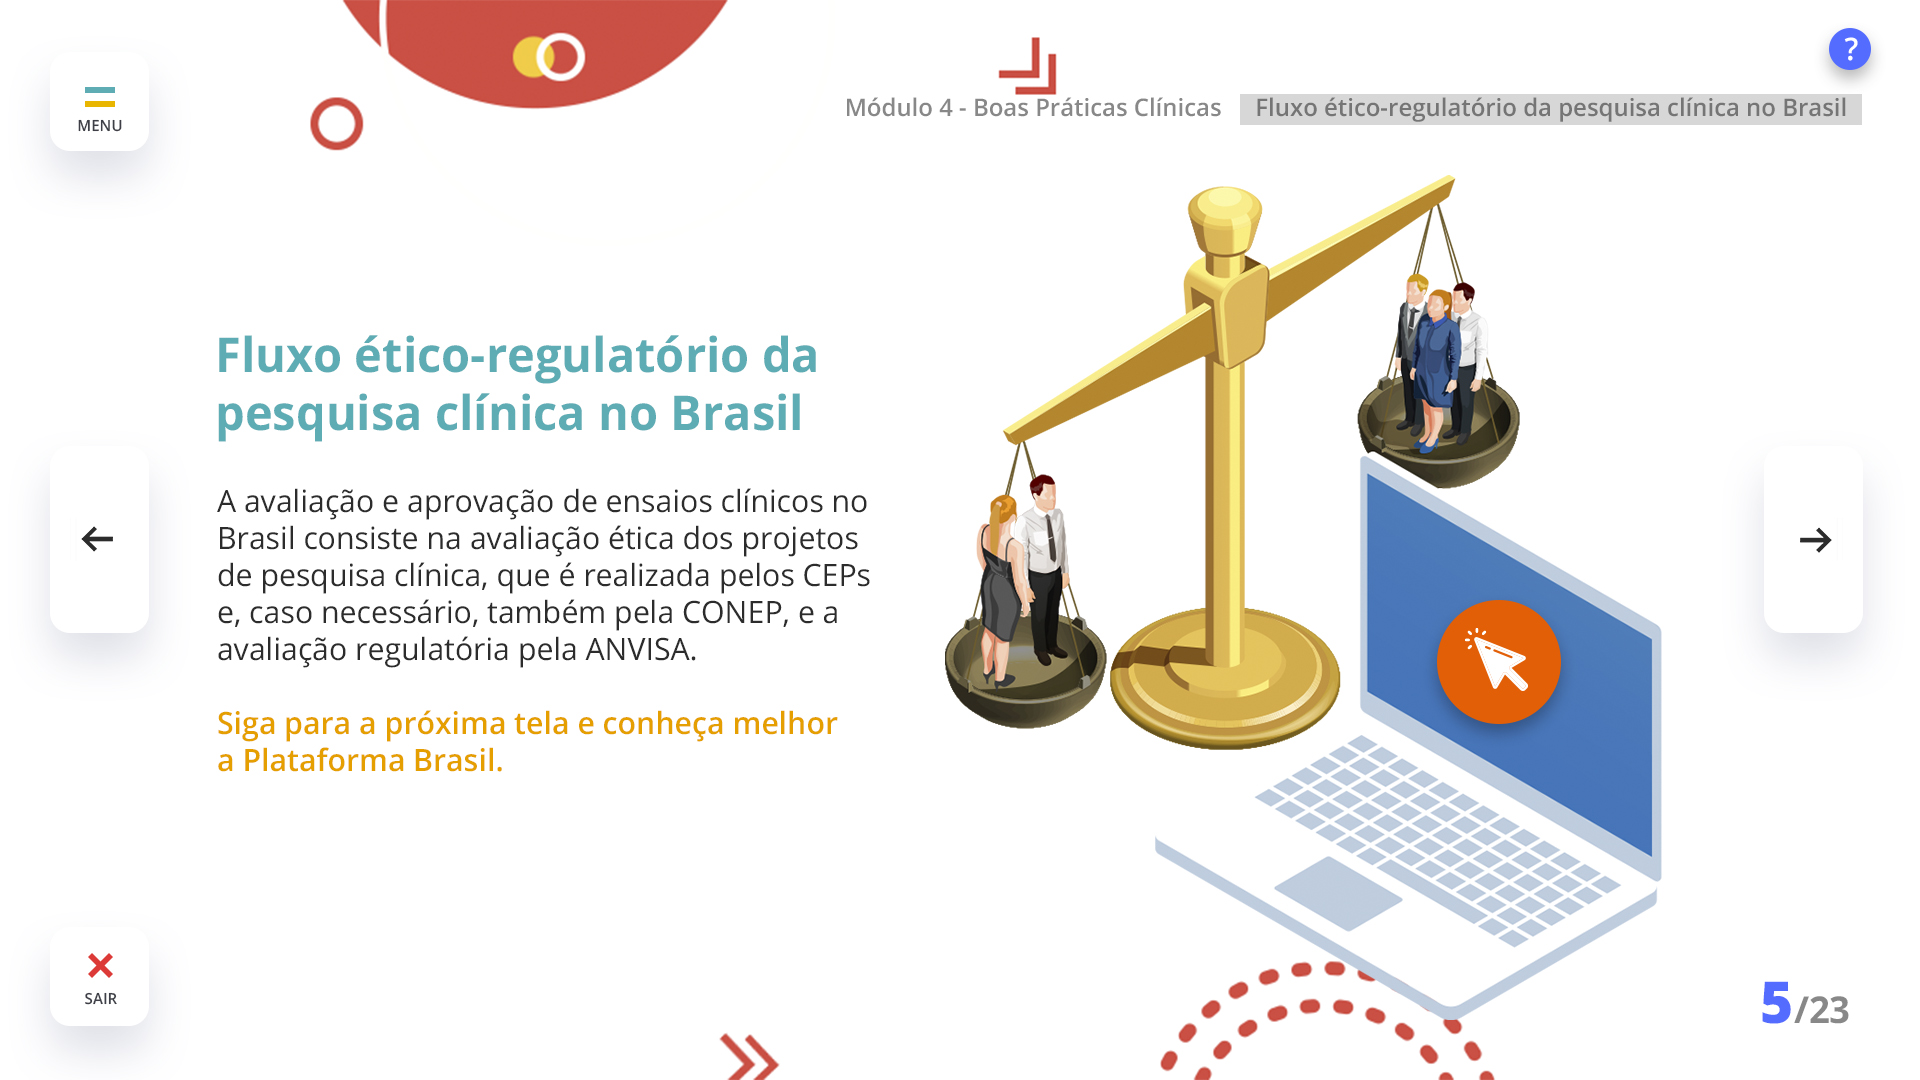 ?
MENU
Módulo 4 - Boas Práticas Clínicas
Fluxo ético-regulatório da pesquisa clínica no Brasil
Fluxo ético-regulatório da
pesquisa clínica no Brasil
A avaliação e aprovação de ensaios clínicos no
Brasil consiste na avaliação ética dos projetos
de pesquisa clínica, que é realizada pelos CEPs
e, caso necessário, também pela CONEP, e a
avaliação regulatória pela ANVISA.
Siga para a próxima tela e conheça melhor
a Plataforma Brasil.
SAIR
5/23